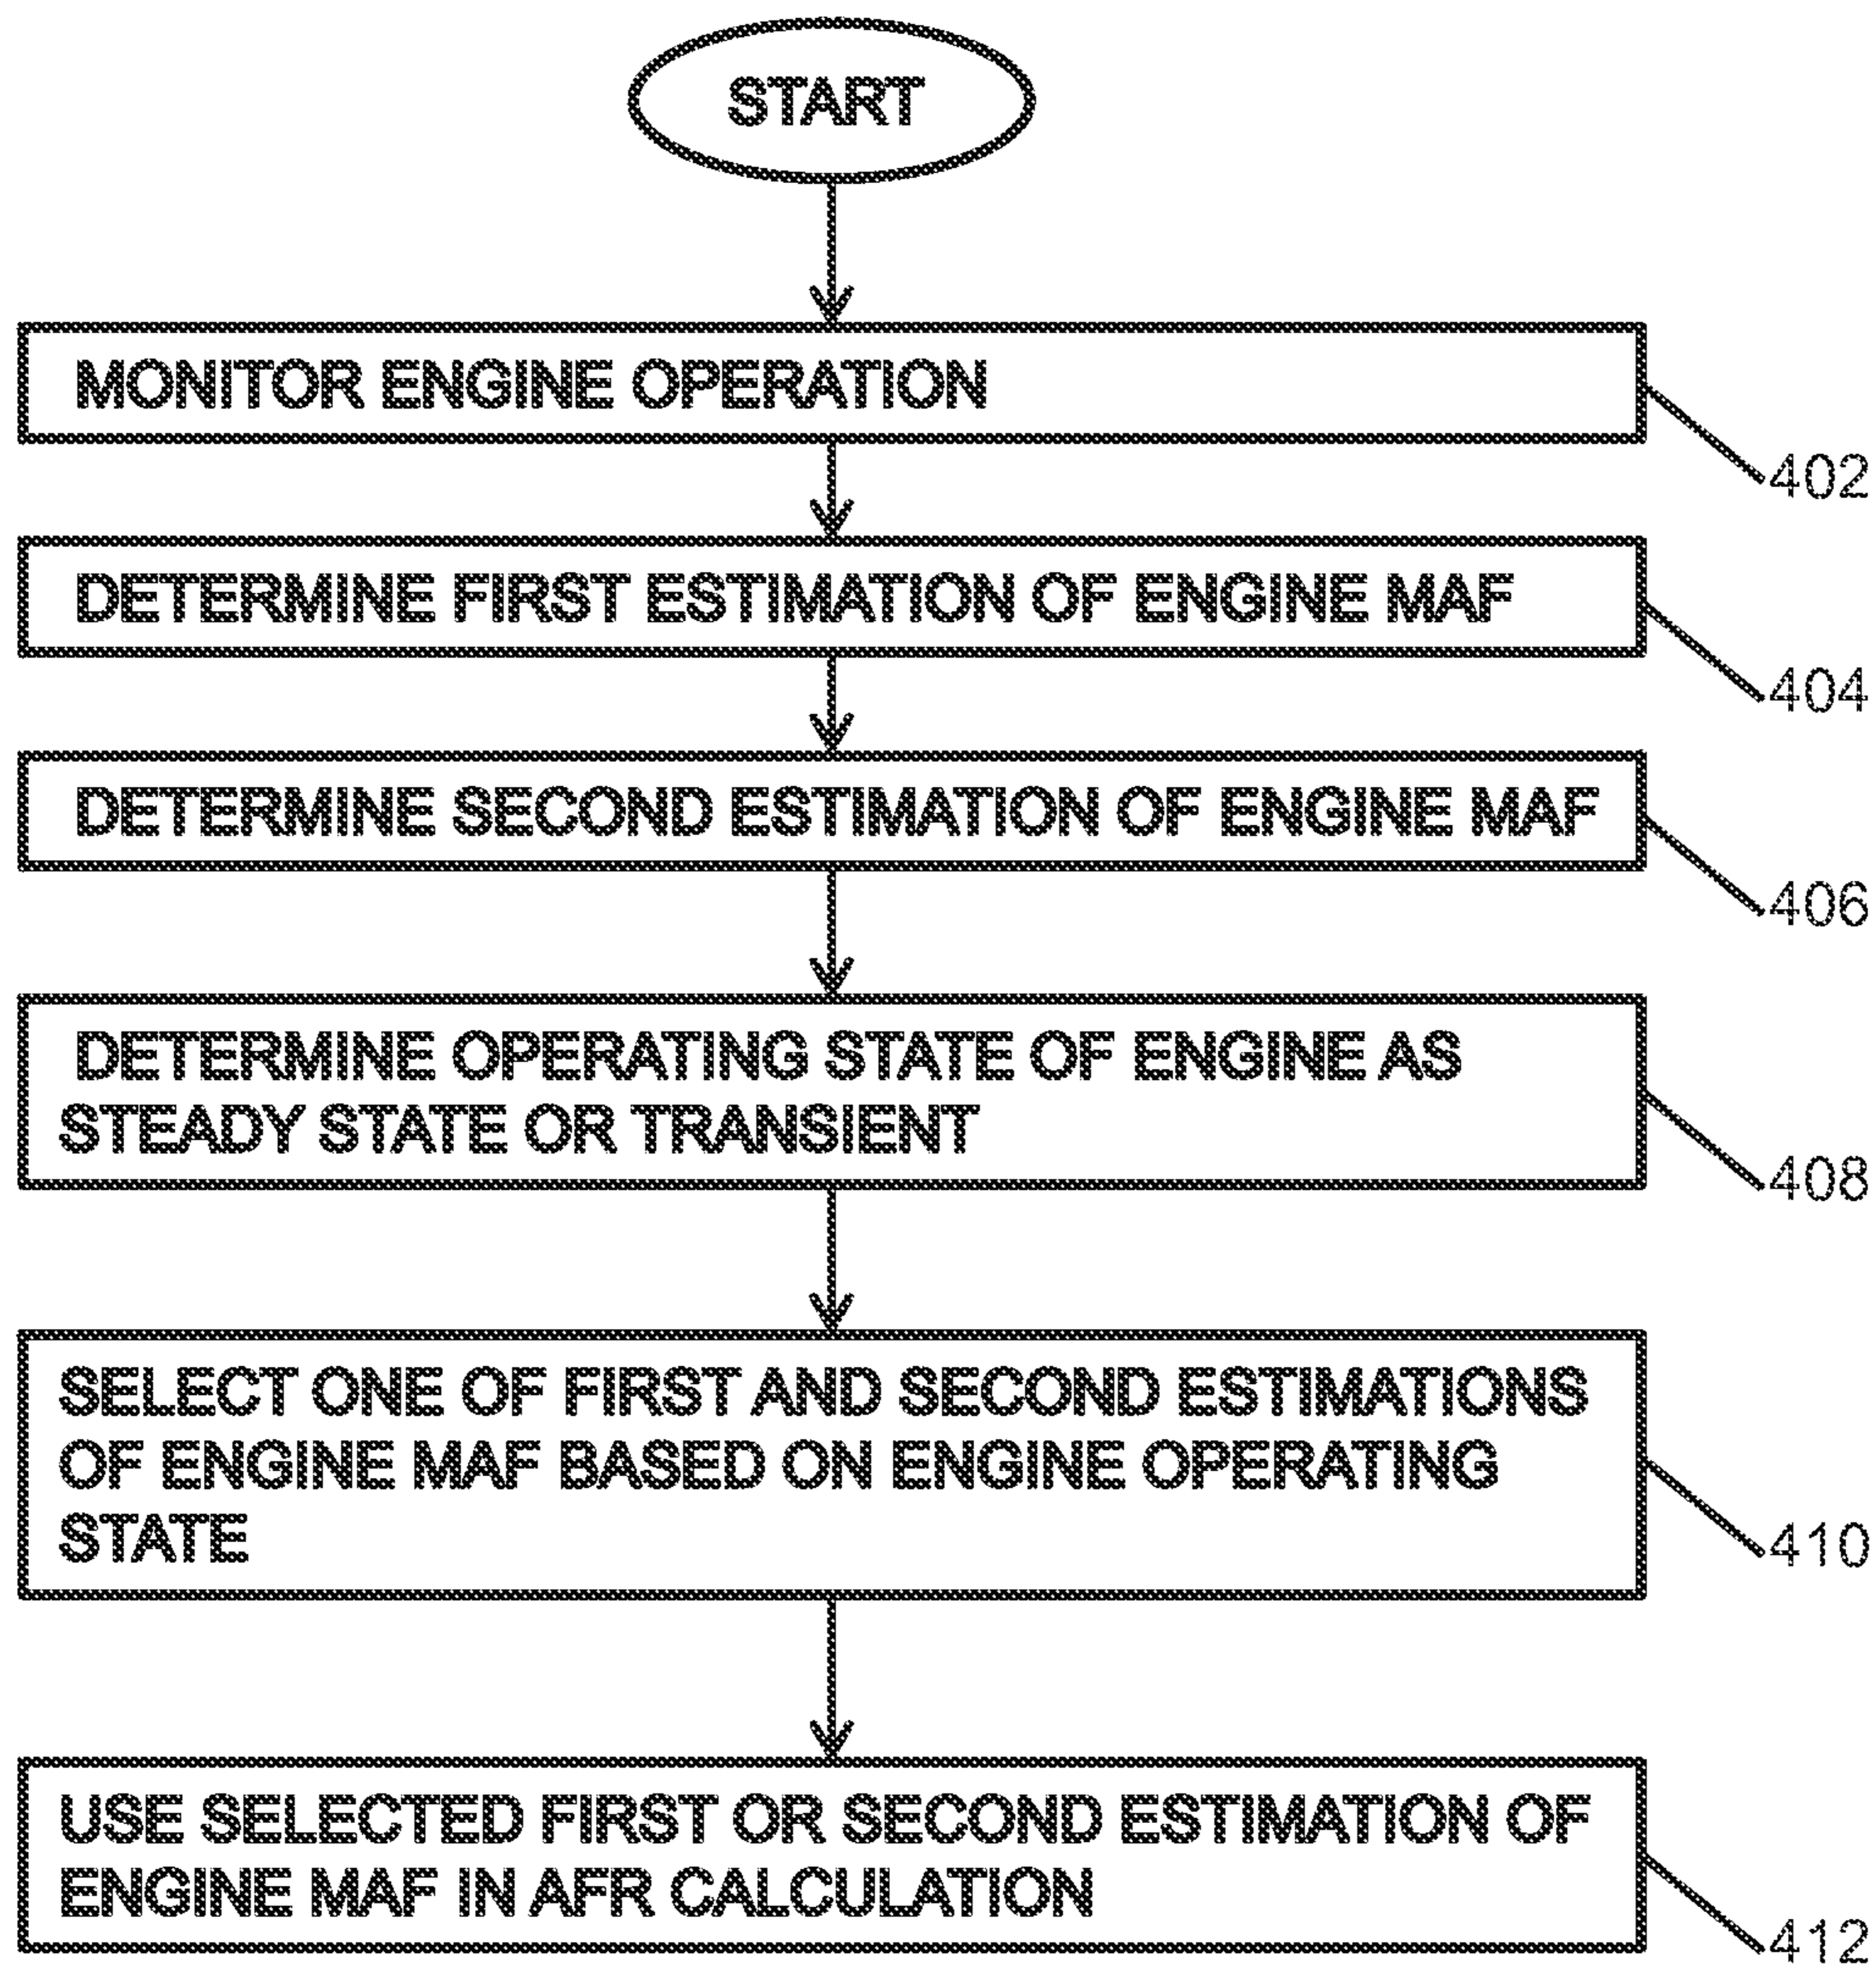 START
MONITOR ENGINE OPERATION
402
DETERMINE FIRST ESTIMATION OF ENGINE MAF
404
DETERMINE SECOND ESTIMATION OF ENGINE MAF
406
DETERMINE OPERATING STATE OF ENGINE AS
STEADY STATE OR TRANSIENT
408
SELECT ONE OF FIRST AND SECOND ESTIMATIONS
OF ENGINE MAF BASED ON ENGINE OPERATING
STATE
410
USE SELECTED FIRST OR SECOND ESTIMATION OF
ENGINE MAF IN AFR CALCULATION
412